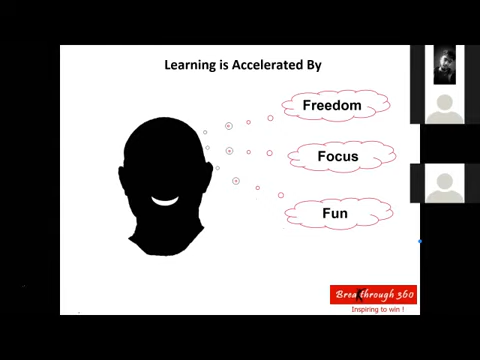 Learning is Accelerated By
Freedom
Focus
Fun
Breakthrough 360
Inspiring to win !